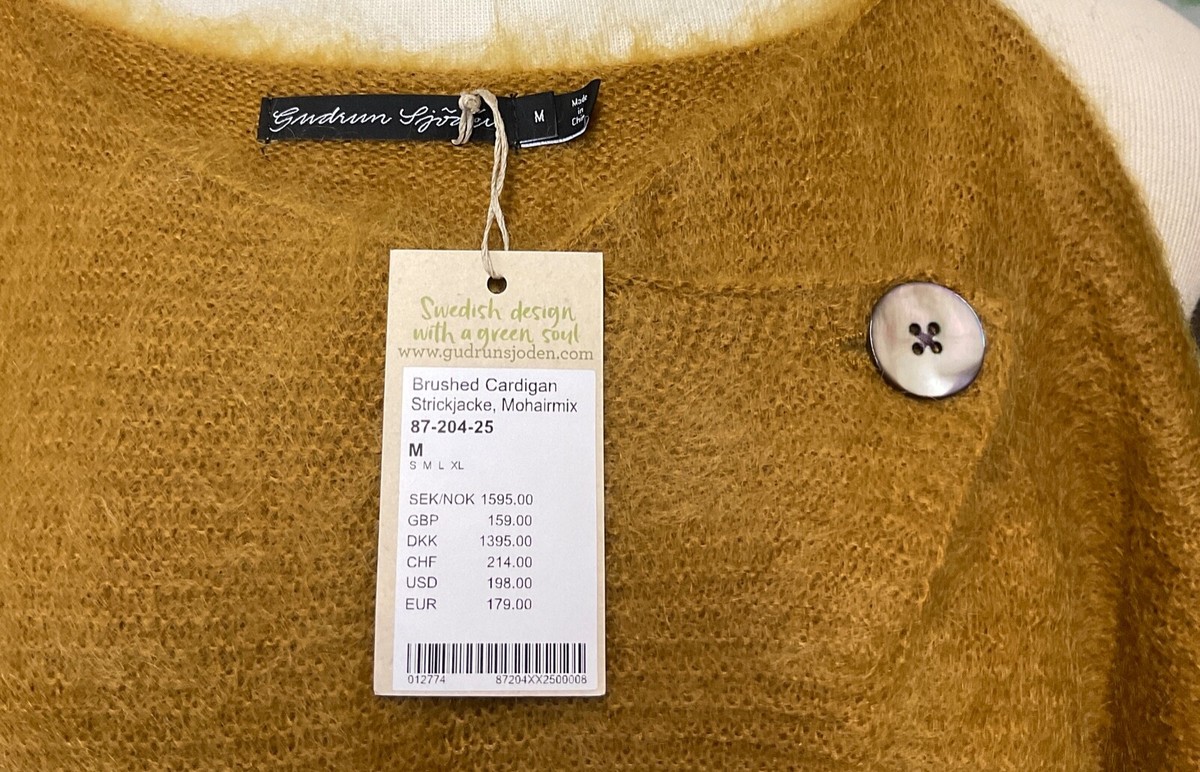 Gudrun Sjödén
M
Made
in
Swedish design
with a green soul
www.gudrunsjoden.com
Brushed Cardigan
Strickjacke, Mohairmix
87-204-25
M
S M L XL
SEK/NOK 1595.00
GBP 159.00
DKK 1395.00
CHF 214.00
USD 198.00
EUR 179.00
012774 87204XX2500008